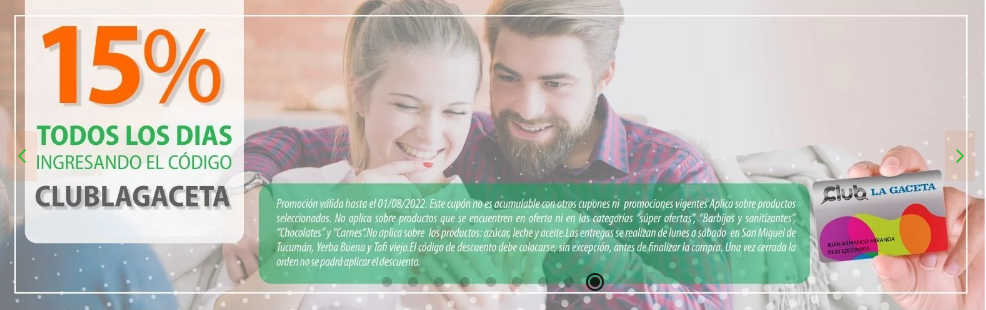 15%
TODOS LOS DIAS
INGRESANDO EL CÓDIGO
CLUBLAGACETA
Promoción válida hasta el 01/08/2022. Este cupón no es acumulable con otros cupones ni promociones vigentes Aplica sobre productos
seleccionados. No aplica sobre productos que se encuentren en oferta ni en las categorías "súper ofertas", "Barbijos y sanitizantes",
"Chocolates" y "Carnes".No aplica sobre los productos: azúcar, leche y aceite.Las entregas se realizan de lunes a sábado en San Miguel de
Tucumán, Yerba Buena y Tafi viejo.El código de descuento debe colocarse, sin excepción, antes de finalizar la compra. Una vez cerrada la
orden no se podrá aplicar el descuento.
Club LA GACETA
JUAN ARMANDO MIRANDA